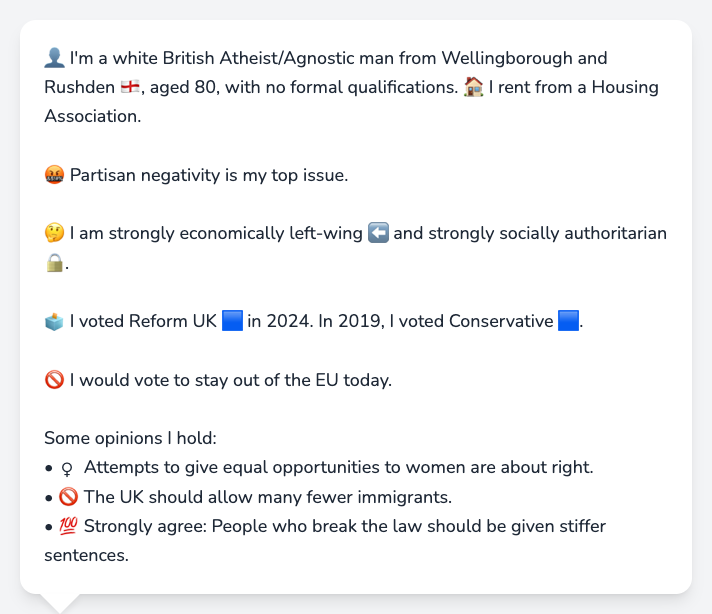 👤 I'm a white British Atheist/Agnostic man from Wellingborough and
Rushden 🏴󠁧󠁢󠁥󠁮󠁧󠁿, aged 80, with no formal qualifications. 🏠 I rent from a Housing
Association.
🤬 Partisan negativity is my top issue.
🤔 I am strongly economically left-wing ⬅️ and strongly socially authoritarian
🔒.
🗳️ I voted Reform UK 🟦 in 2024. In 2019, I voted Conservative 🟦.
🚫 I would vote to stay out of the EU today.
Some opinions I hold:
• ♀ Attempts to give equal opportunities to women are about right.
• 🚫 The UK should allow many fewer immigrants.
• 💯 Strongly agree: People who break the law should be given stiffer
sentences.